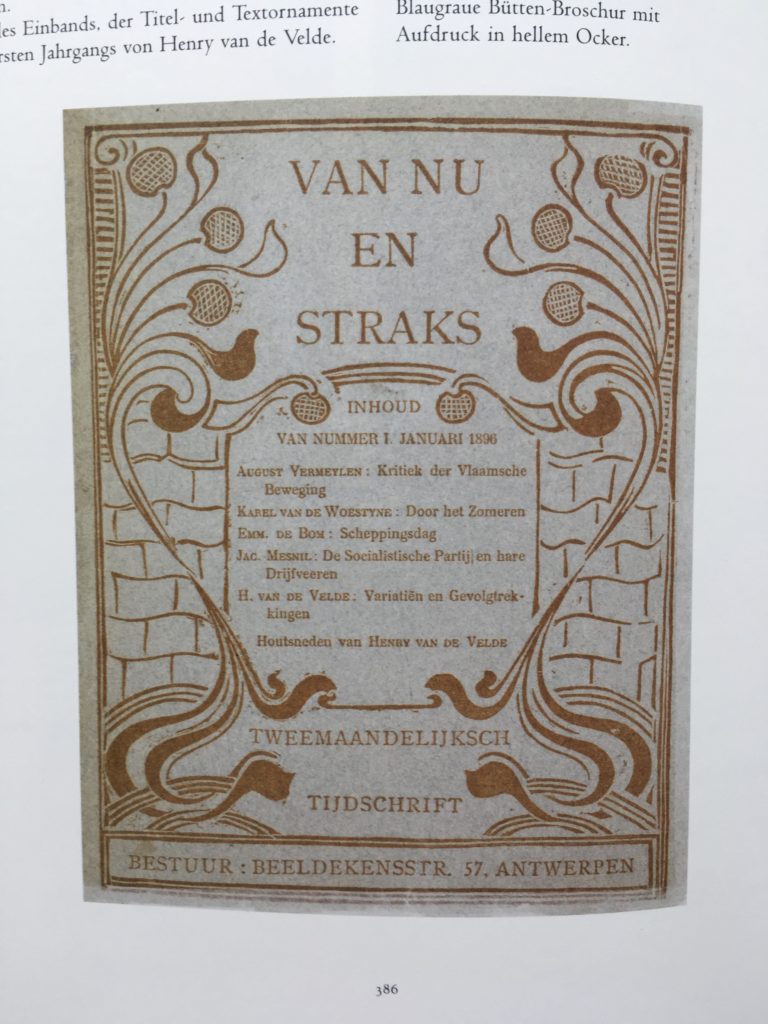 n.
des Einbands, der Titel- und Textornamente
rsten Jahrgangs von Henry van de Velde.
Blaugraue Bütten-Broschur mit
Aufdruck in hellem Ocker.
VAN NU
EN
STRAKS
INHOUD
VAN NUMMER I. JANUARI 1896
AUGUST VERMEYLEN : Kritiek der Vlaamsche
Beweging
KAREL VAN DE WOESTYNE : Door het Zomeren
EMM. DE BOM : Scheppingsdag
JAC. MESNIL : De Socialistische Partij en hare
Drijfveeren
H. VAN DE VELDE : Variatiën en Gevolgtrek-
kingen
Houtsneden van HENRY VAN DE VELDE
TWEEMAANDELIJKSCH
TIJDSCHRIFT
BESTUUR : BEELDEKENSSTR. 57, ANTWERPEN
386